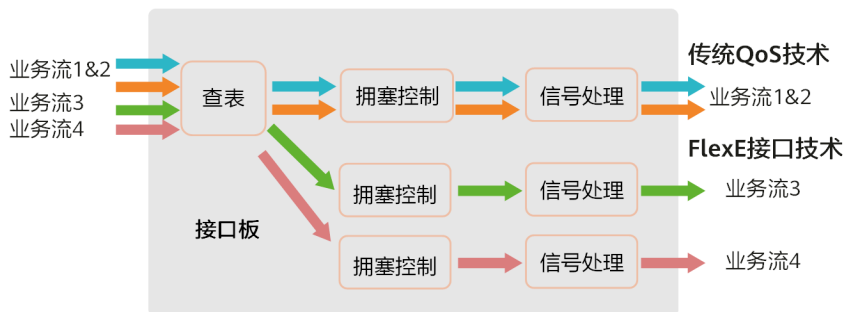 业务流1&2
业务流3
业务流4
查表
拥塞控制
信号处理
传统QoS技术
业务流1&2
FlexE接口技术
拥塞控制
信号处理
业务流3
接口板
拥塞控制
信号处理
业务流4